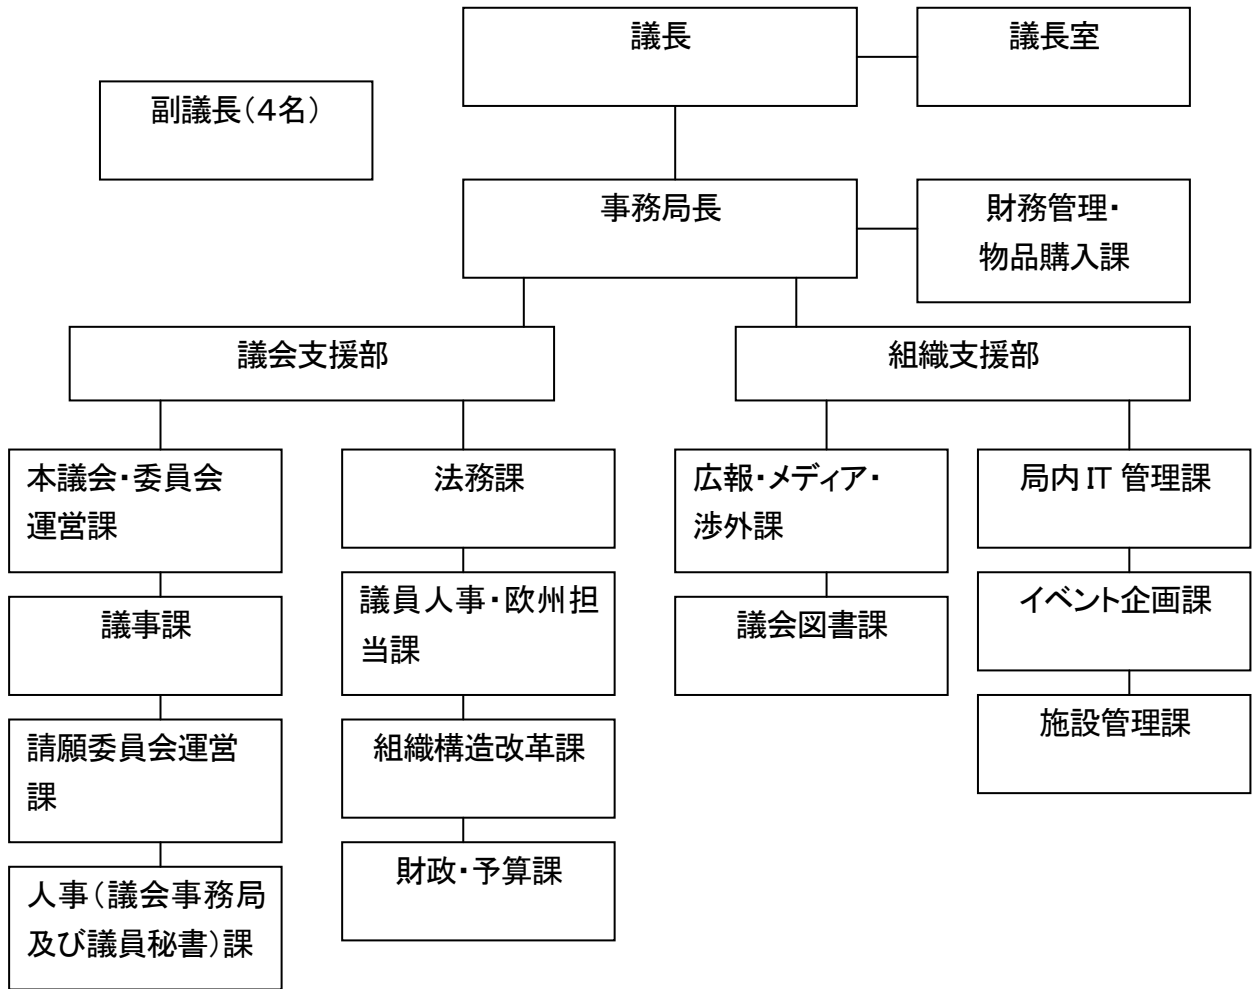 議長
議長室
副議長(4名)
事務局長
財務管理・
物品購入課
議会支援部
組織支援部
本議会・委員会
運営課
法務課
広報・メディア・
渉外課
局内 IT 管理課
議事課
議員人事・欧州担
当課
議会図書課
イベント企画課
請願委員会運営
課
組織構造改革課
施設管理課
人事(議会事務局
及び議員秘書)課
財政・予算課